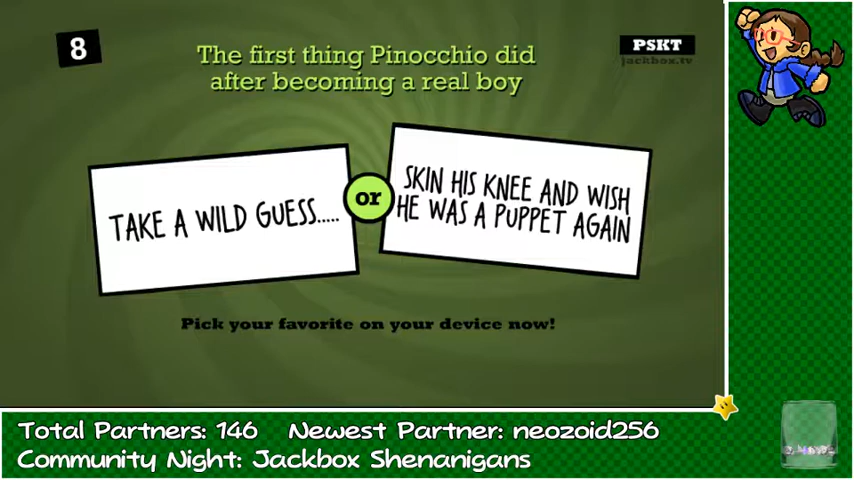 8
The first thing Pinocchio did
after becoming a real boy
PSKT
jackbox.tv
TAKE A WILD GUESS.....
or
SKIN HIS KNEE AND WISH
HE WAS A PUPPET AGAIN
Pick your favorite on your device now!
Total Partners: 146 Newest Partner: neozoid256
Community Night: Jackbox Shenanigans